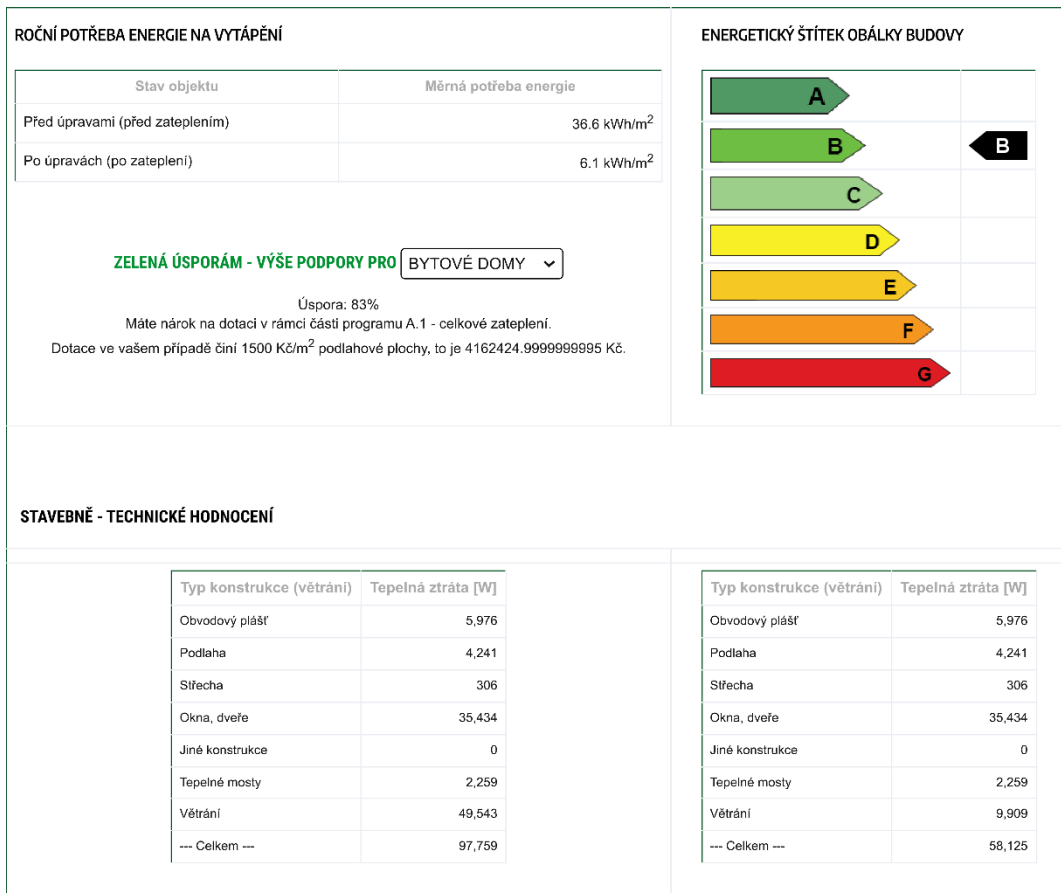 ROČNÍ POTŘEBA ENERGIE NA VYTÁPĚNÍ
Stav objektu Měrná potřeba energie
Před úpravami (před zateplením) 36.6 kWh/m²
Po úpravách (po zateplení) 6.1 kWh/m²
ZELENÁ ÚSPORÁM - VÝŠE PODPORY PRO BYTOVÉ DOMY
Úspora: 83%
Máte nárok na dotaci v rámci části programu A.1 - celkové zateplení.
Dotace ve vašem případě činí 1500 Kč/m² podlahové plochy, to je 4162424.9999999995 Kč.
ENERGETICKÝ ŠTÍTEK OBÁLKY BUDOVY
A
B B
C
D
E
F
G
STAVEBNĚ - TECHNICKÉ HODNOCENÍ
Typ konstrukce (větrání) Tepelná ztráta [W]
Obvodový plášť 5,976
Podlaha 4,241
Střecha 306
Okna, dveře 35,434
Jiné konstrukce 0
Tepelné mosty 2,259
Větrání 49,543
--- Celkem --- 97,759
Typ konstrukce (větrání) Tepelná ztráta [W]
Obvodový plášť 5,976
Podlaha 4,241
Střecha 306
Okna, dveře 35,434
Jiné konstrukce 0
Tepelné mosty 2,259
Větrání 9,909
--- Celkem --- 58,125